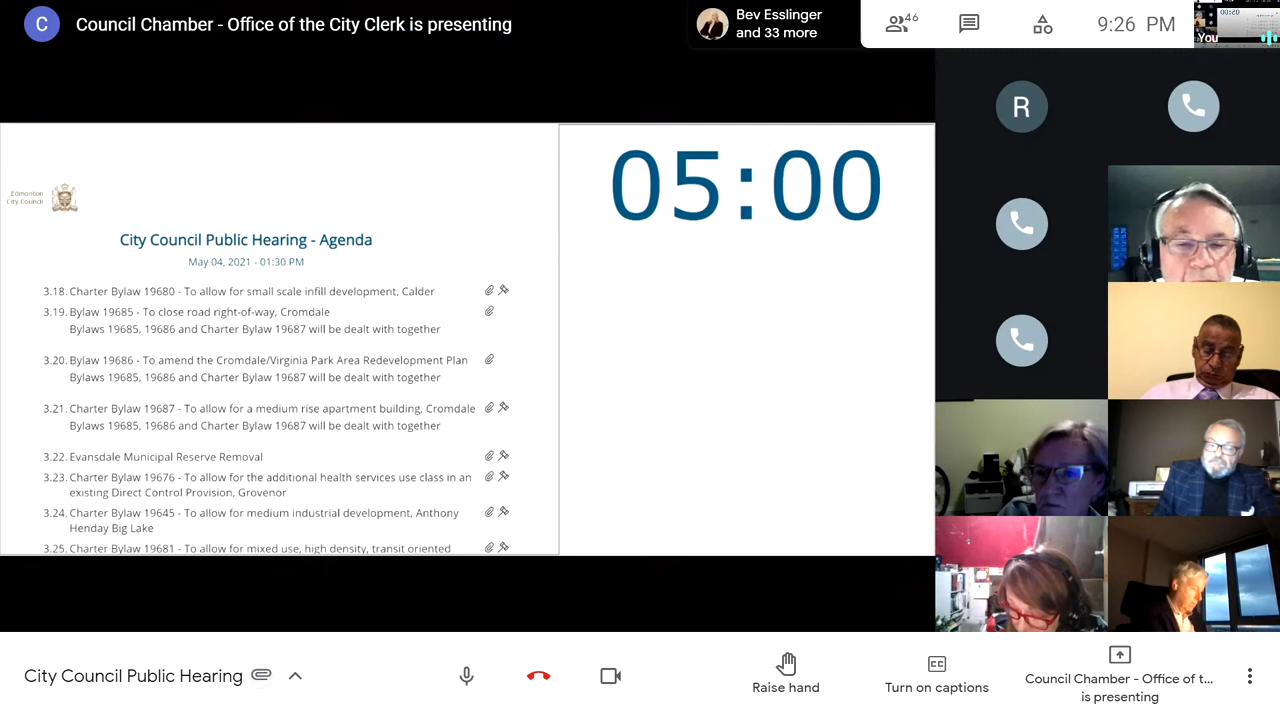 C
Council Chamber - Office of the City Clerk is presenting
Bev Esslinger
and 33 more
46
9:26 PM
You
R
Edmonton
City Council
05:00
City Council Public Hearing - Agenda
May 04, 2021 - 01:30 PM
3.18. Charter Bylaw 19680 - To allow for small scale infill development, Calder
3.19. Bylaw 19685 - To close road right-of-way, Cromdale
Bylaws 19685, 19686 and Charter Bylaw 19687 will be dealt with together
3.20. Bylaw 19686 - To amend the Cromdale/Virginia Park Area Redevelopment Plan
Bylaws 19685, 19686 and Charter Bylaw 19687 will be dealt with together
3.21. Charter Bylaw 19687 - To allow for a medium rise apartment building, Cromdale
Bylaws 19685, 19686 and Charter Bylaw 19687 will be dealt with together
3.22. Evansdale Municipal Reserve Removal
3.23. Charter Bylaw 19676 - To allow for the additional health services use class in an
existing Direct Control Provision, Grovenor
3.24. Charter Bylaw 19645 - To allow for medium industrial development, Anthony
Henday Big Lake
3.25. Charter Bylaw 19681 - To allow for mixed use, high density, transit oriented
City Council Public Hearing
Raise hand
CC
Turn on captions
Council Chamber - Office of t...
is presenting